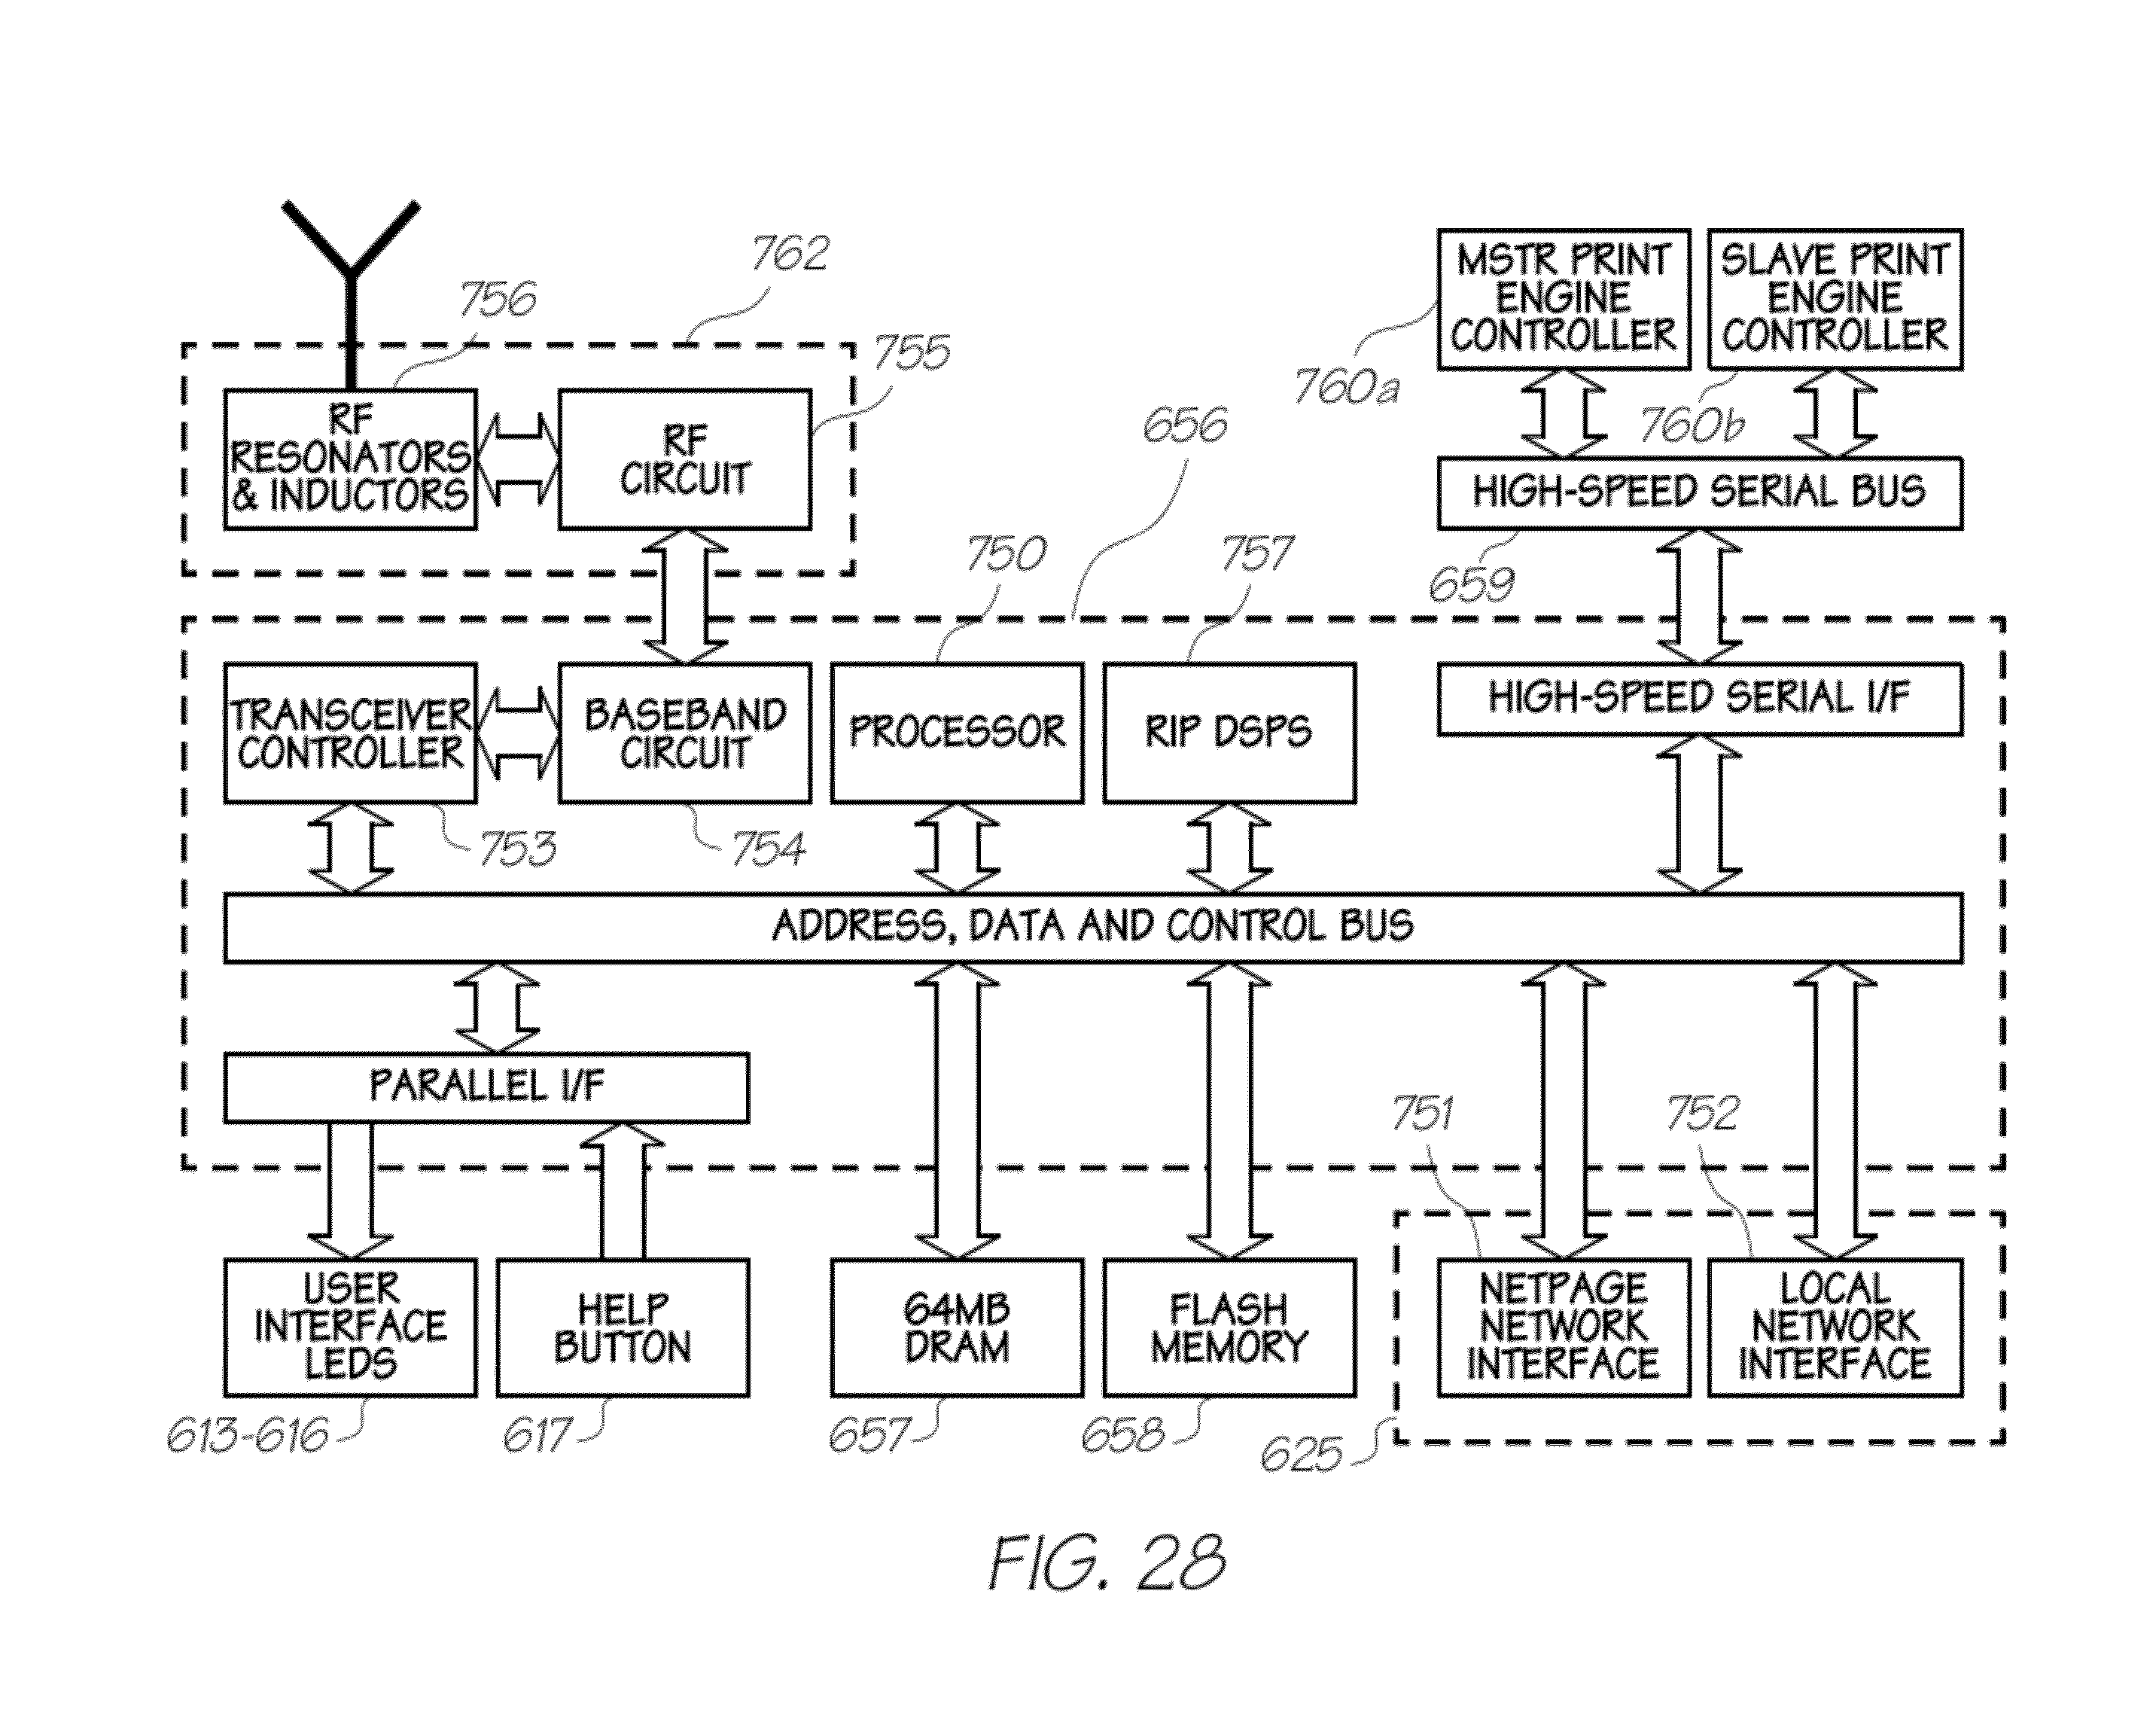 762
756
755
RF
RESONATORS
& INDUCTORS
RF
CIRCUIT
MSTR PRINT
ENGINE
CONTROLLER
SLAVE PRINT
ENGINE
CONTROLLER
760a
760b
656
HIGH-SPEED SERIAL BUS
659
750
757
TRANSCEIVER
CONTROLLER
BASEBAND
CIRCUIT
PROCESSOR
RIP DSPS
HIGH-SPEED SERIAL I/F
753
754
ADDRESS, DATA AND CONTROL BUS
PARALLEL I/F
751
752
USER
INTERFACE
LEDS
HELP
BUTTON
64MB
DRAM
FLASH
MEMORY
NETPAGE
NETWORK
INTERFACE
LOCAL
NETWORK
INTERFACE
613-616
617
657
658
625
FIG. 28